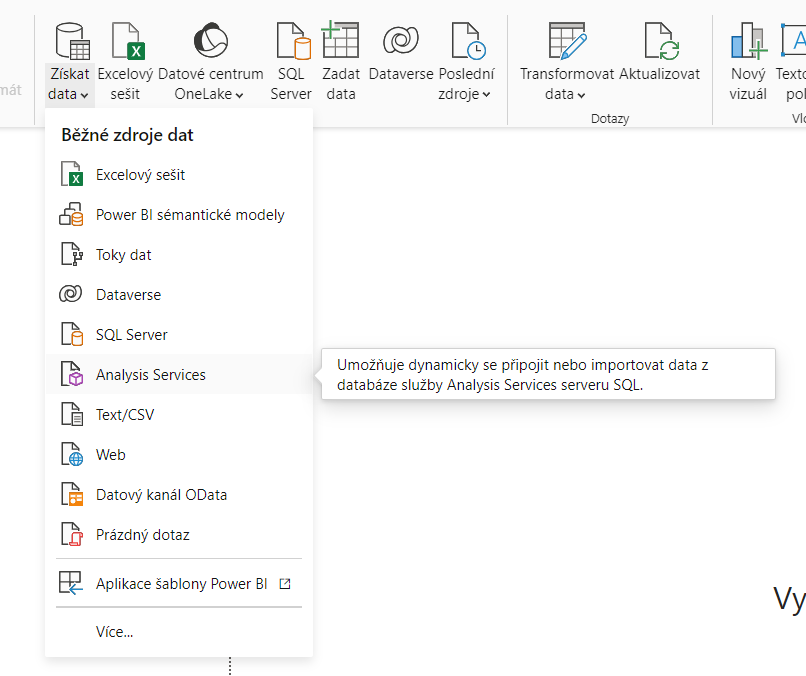 mát
Získat data
Excelový sešit
Datové centrum OneLake
SQL Server
Zadat data
Dataverse
Poslední zdroje
Transformovat data
Aktualizovat
Nový vizuál
Dotazy
Běžné zdroje dat
Excelový sešit
Power BI sémantické modely
Toky dat
Dataverse
SQL Server
Analysis Services
Umožňuje dynamicky se připojit nebo importovat data z
databáze služby Analysis Services serveru SQL.
Text/CSV
Web
Datový kanál OData
Prázdný dotaz
Aplikace šablony Power BI
Více...
Vy